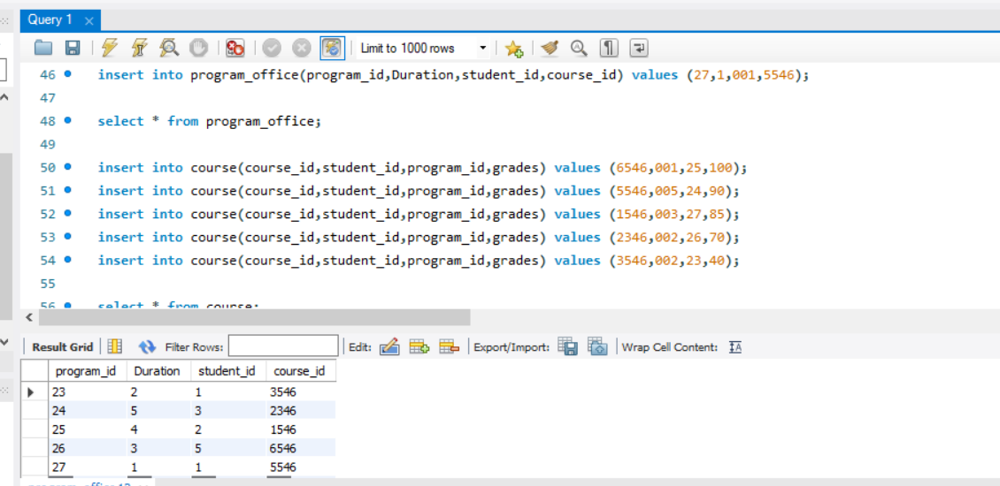 Query 1
Limit to 1000 rows
46 insert into program_office(program_id,Duration,student_id,course_id) values (27,1,001,5546);
47
48 select * from program_office;
49
50 insert into course(course_id,student_id,program_id,grades) values (6546,001,25,100);
51 insert into course(course_id,student_id,program_id,grades) values (5546,005,24,90);
52 insert into course(course_id,student_id,program_id,grades) values (1546,003,27,85);
53 insert into course(course_id,student_id,program_id,grades) values (2346,002,26,70);
54 insert into course(course_id,student_id,program_id,grades) values (3546,002,23,40);
55
56 select * from course;
Result Grid Filter Rows: Edit: Export/Import: Wrap Cell Content:
program_id Duration student_id course_id
23 2 1 3546
24 5 3 2346
25 4 2 1546
26 3 5 6546
27 1 1 5546